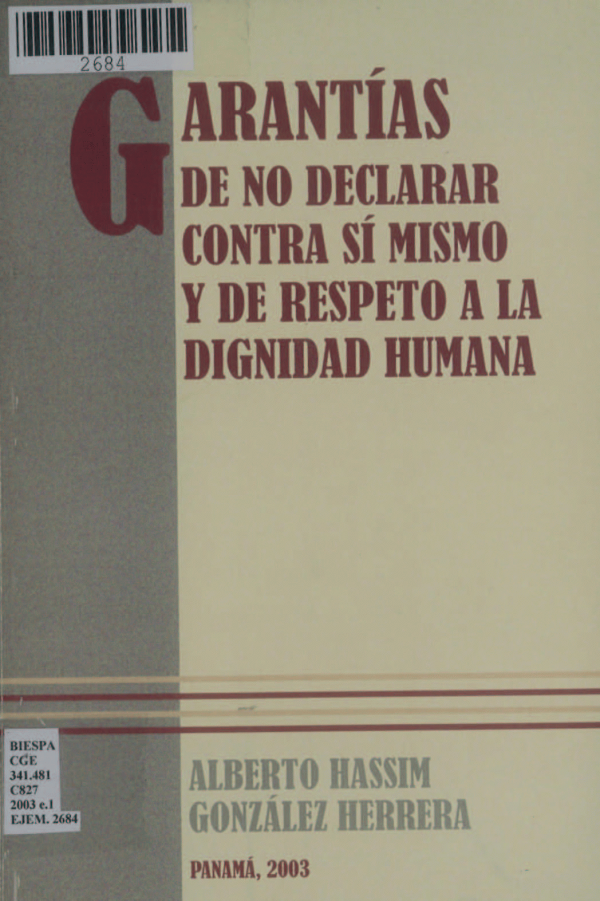 2684
GARANTÍAS
DE NO DECLARAR
CONTRA SÍ MISMO
Y DE RESPETO A LA
DIGNIDAD HUMANA
BIESPA
CGE
341.481
C827
2003 e.1
EJEM. 2684
ALBERTO HASSIM
GONZÁLEZ HERRERA
PANAMÁ, 2003